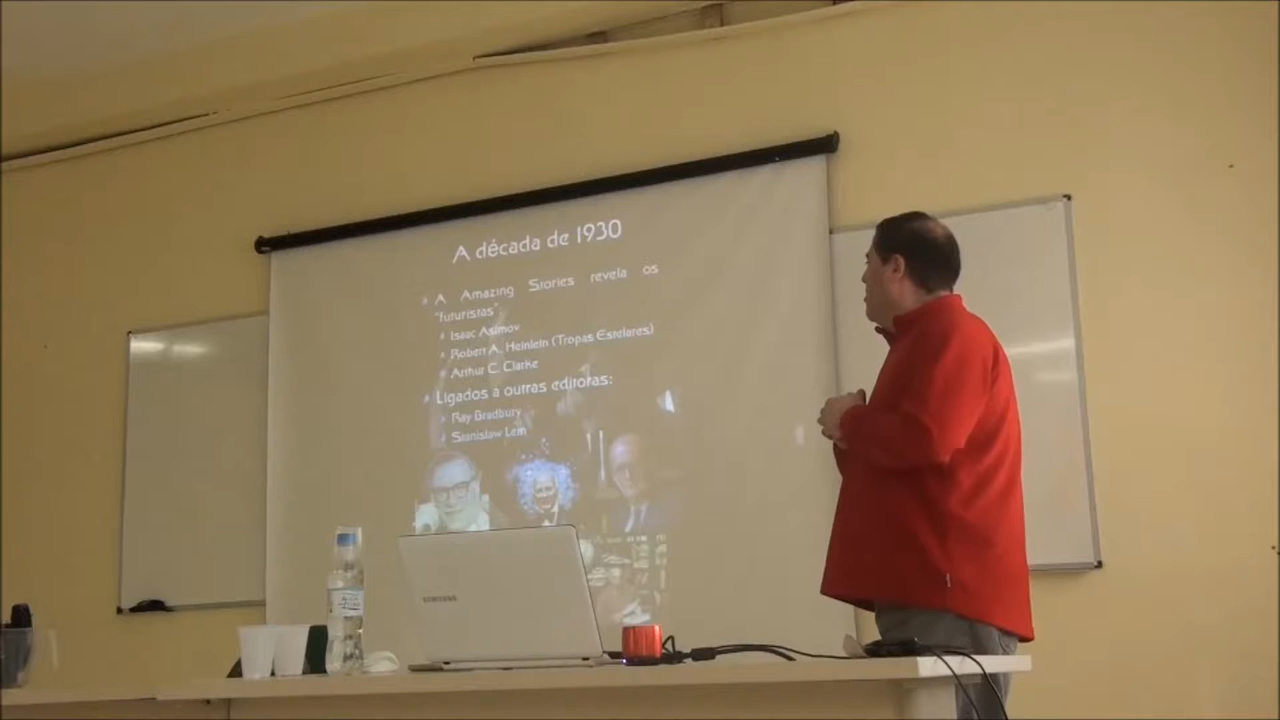 A década de 1930
A Amazing Stories revela os
"futuristas"
Isaac Asimov
Robert A. Heinlein (Tropas Estelares)
Arthur C. Clarke
Ligados a outras editoras:
Ray Bradbury
Stanislaw Lem
SAMSUNG